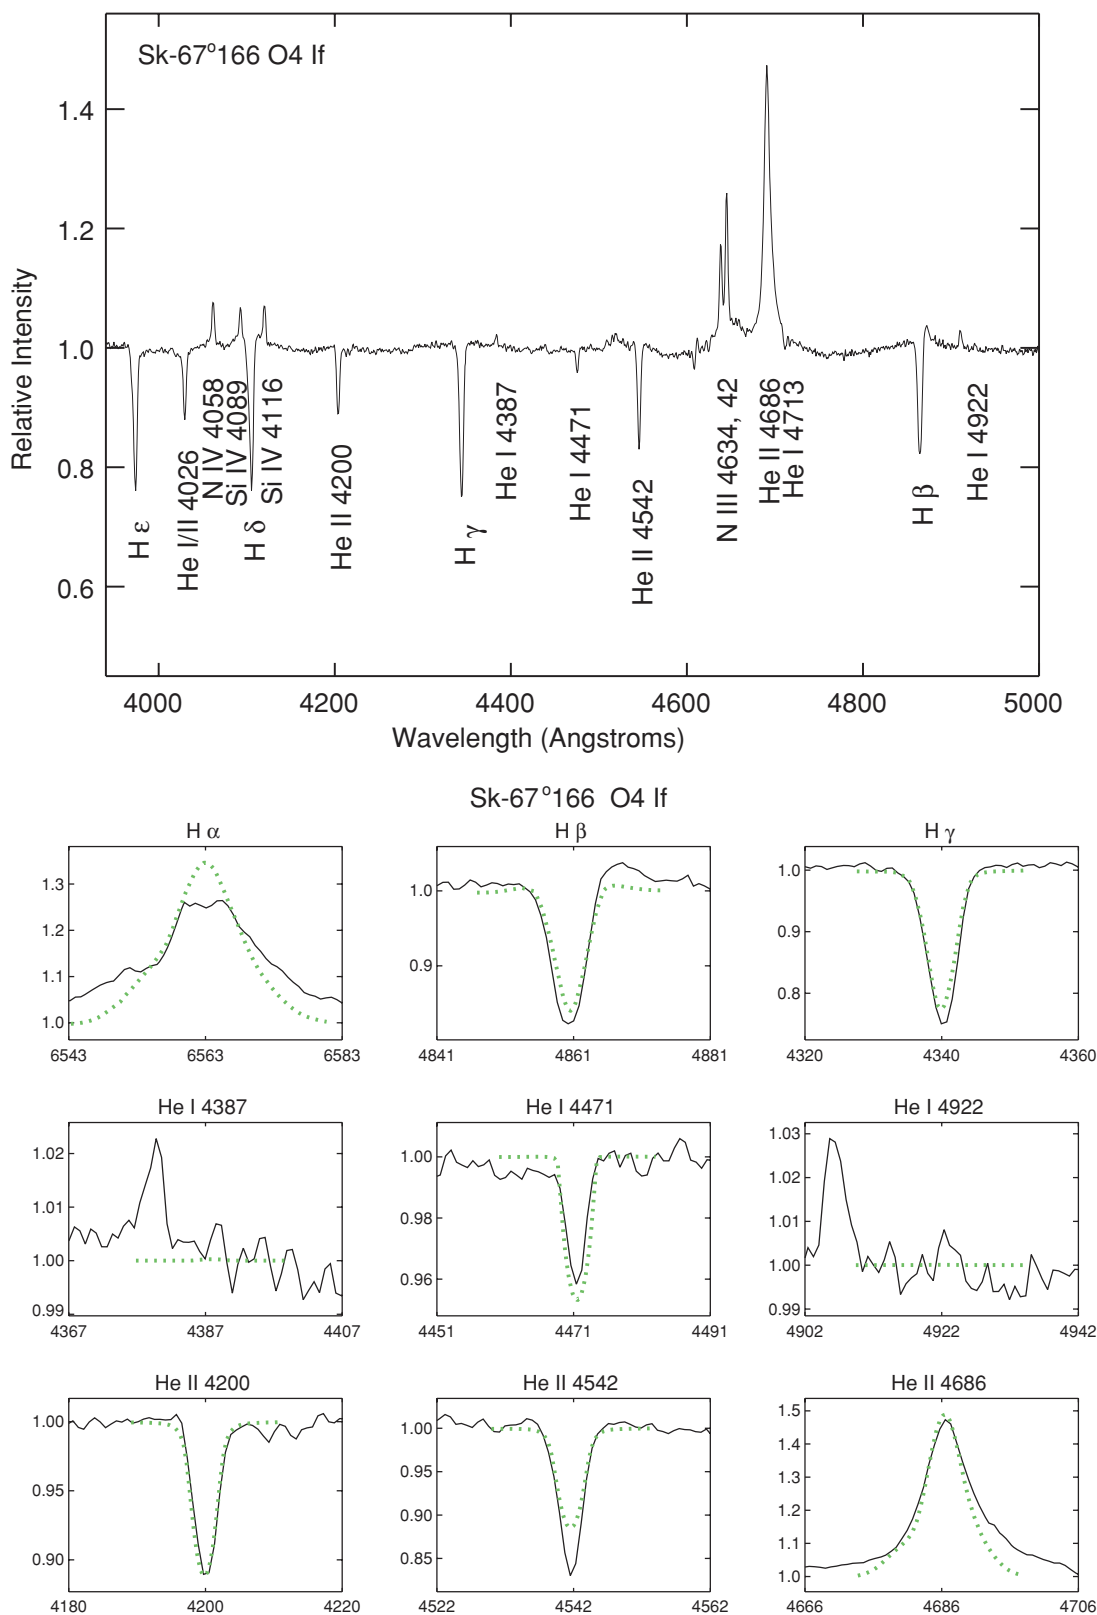 Sk-67°166 O4 If
Relative Intensity
1.4
1.2
1.0
0.8
0.6
H ε
He I/II 4026
N IV 4058
Si IV 4089
H δ
Si IV 4116
He II 4200
H γ
He I 4387
He I 4471
He II 4542
N III 4634, 42
He II 4686
He I 4713
H β
He I 4922
4000 4200 4400 4600 4800 5000
Wavelength (Angstroms)
Sk-67°166 O4 If
H α
1.3
1.2
1.1
1.0
6543 6563 6583
H β
1.0
0.9
4841 4861 4881
H γ
1.0
0.9
0.8
4320 4340 4360
He I 4387
1.02
1.01
1.00
0.99
4367 4387 4407
He I 4471
1.00
0.98
0.96
4451 4471 4491
He I 4922
1.03
1.02
1.01
1.00
0.99
4902 4922 4942
He II 4200
1.00
0.95
0.90
4180 4200 4220
He II 4542
1.00
0.95
0.90
0.85
4522 4542 4562
He II 4686
1.5
1.4
1.3
1.2
1.1
1.0
4666 4686 4706